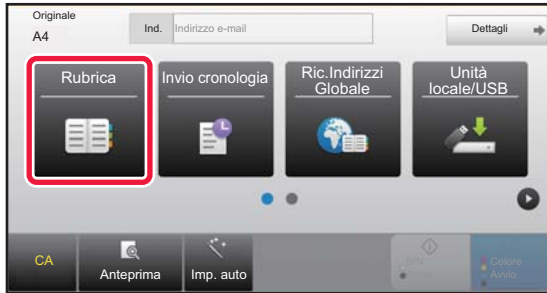 Originale
A4
Ind.
Indirizzo e-mail
Dettagli
Rubrica
Invio cronologia
Ric.Indirizzi
Globale
Unità
locale/USB
CA
Anteprima
Imp. auto
B/N
Avvio
Colore
Avvio